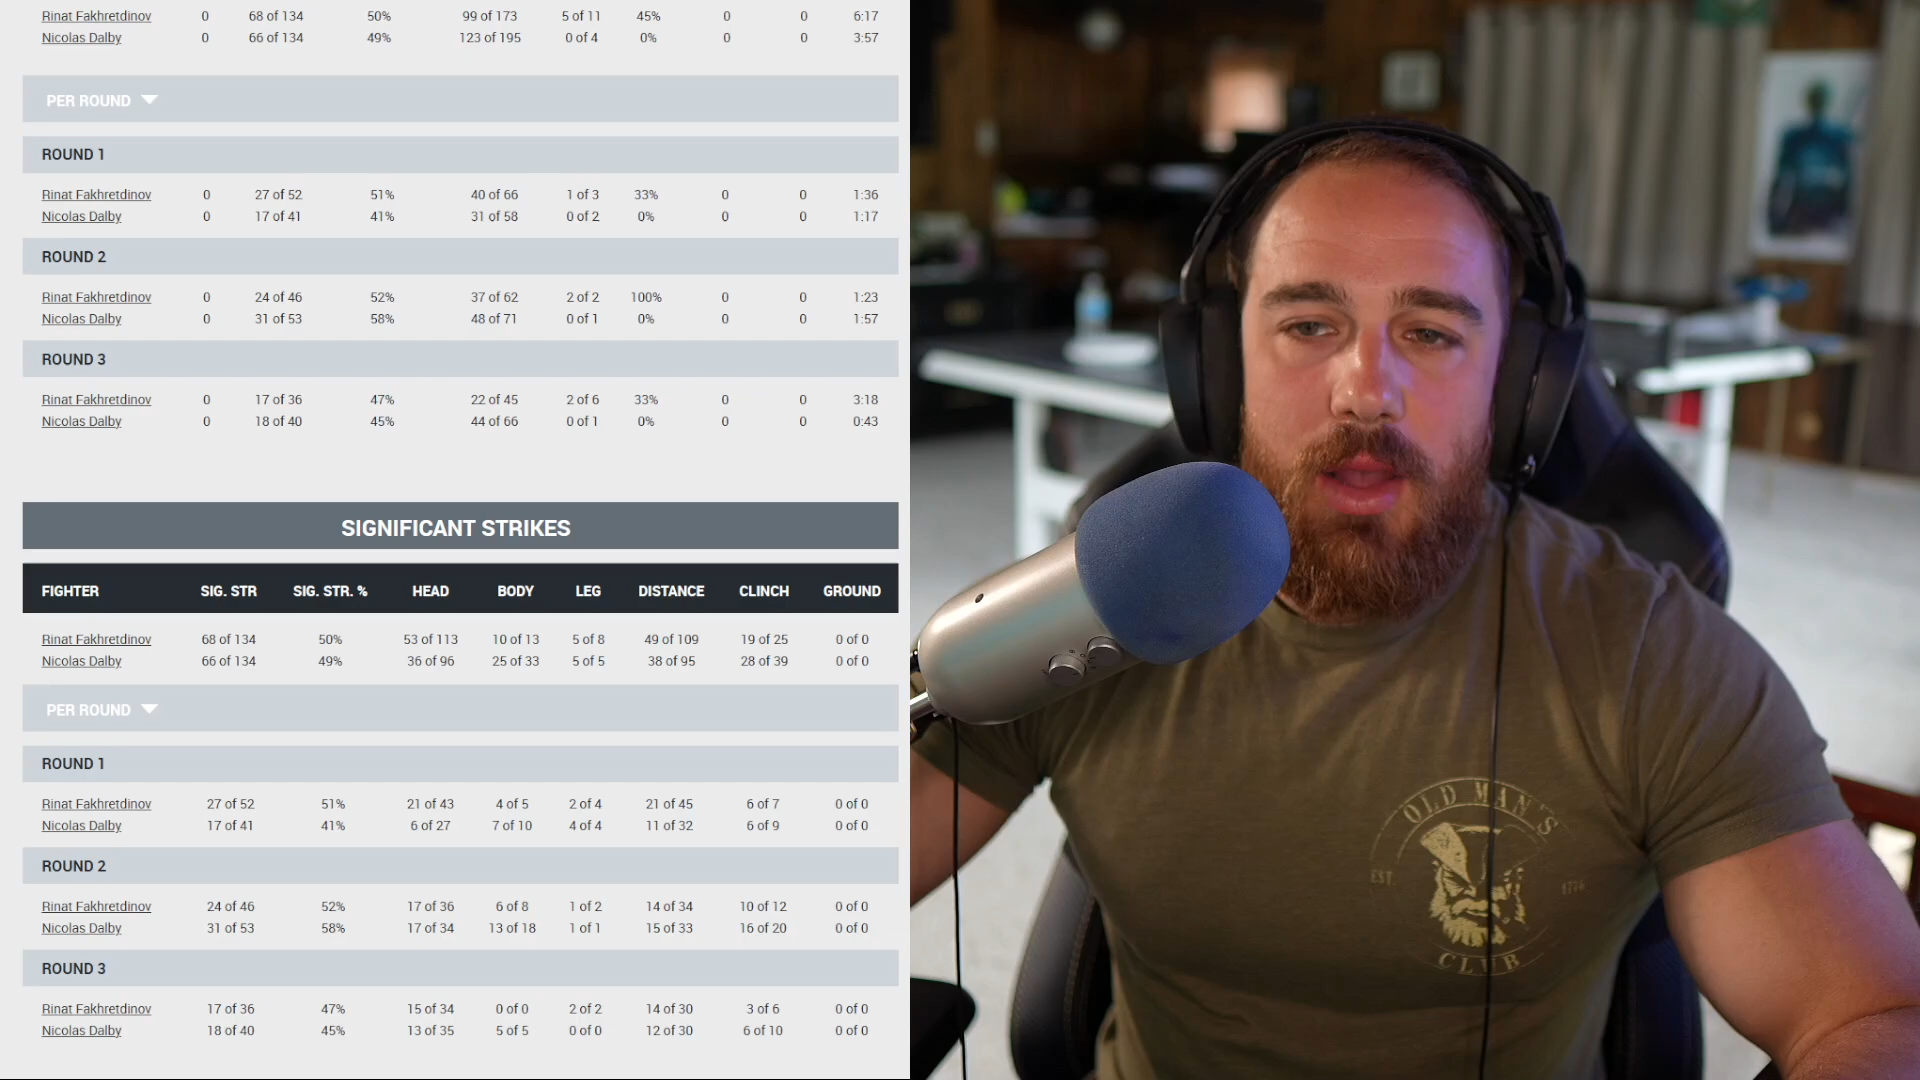 Rinat Fakhretdinov 0 68 of 134 50% 99 of 173 5 of 11 45% 0 0 6:17
Nicolas Dalby 0 66 of 134 49% 123 of 195 0 of 4 0% 0 0 3:57
PER ROUND
ROUND 1
Rinat Fakhretdinov 0 27 of 52 51% 40 of 66 1 of 3 33% 0 0 1:36
Nicolas Dalby 0 17 of 41 41% 31 of 58 0 of 2 0% 0 0 1:17
ROUND 2
Rinat Fakhretdinov 0 24 of 46 52% 37 of 62 2 of 2 100% 0 0 1:23
Nicolas Dalby 0 31 of 53 58% 48 of 71 0 of 1 0% 0 0 1:57
ROUND 3
Rinat Fakhretdinov 0 17 of 36 47% 22 of 45 2 of 6 33% 0 0 3:18
Nicolas Dalby 0 18 of 40 45% 44 of 66 0 of 1 0% 0 0 0:43
SIGNIFICANT STRIKES
FIGHTER SIG. STR SIG. STR. % HEAD BODY LEG DISTANCE CLINCH GROUND
Rinat Fakhretdinov 68 of 134 50% 53 of 113 10 of 13 5 of 8 49 of 109 19 of 25 0 of 0
Nicolas Dalby 66 of 134 49% 36 of 96 25 of 33 5 of 5 38 of 95 28 of 39 0 of 0
PER ROUND
ROUND 1
Rinat Fakhretdinov 27 of 52 51% 21 of 43 4 of 5 2 of 4 21 of 45 6 of 7 0 of 0
Nicolas Dalby 17 of 41 41% 6 of 27 7 of 10 4 of 4 11 of 32 6 of 9 0 of 0
ROUND 2
Rinat Fakhretdinov 24 of 46 52% 17 of 36 6 of 8 1 of 2 14 of 34 10 of 12 0 of 0
Nicolas Dalby 31 of 53 58% 17 of 34 13 of 18 1 of 1 15 of 33 16 of 20 0 of 0
ROUND 3
Rinat Fakhretdinov 17 of 36 47% 15 of 34 0 of 0 2 of 2 14 of 30 3 of 6 0 of 0
Nicolas Dalby 18 of 40 45% 13 of 35 5 of 5 0 of 0 12 of 30 6 of 10 0 of 0
OLD MAN'S
EST. 1776
CLUB